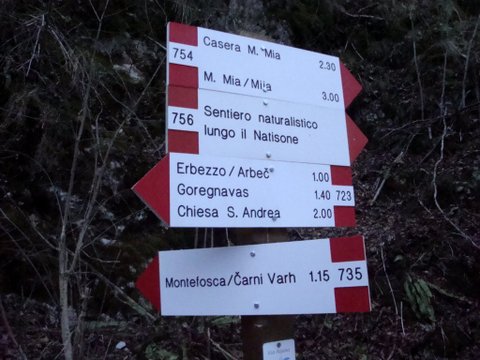 Casera M. Mia 2.30
754
M. Mia/Mija 3.00
756 Sentiero naturalistico
lungo il Natisone
Erbezzo/Arbeč 1.00
Goregnavas 1.40 723
Chiesa S. Andrea 2.00
Montefosca/Čarni Varh 1.15 735